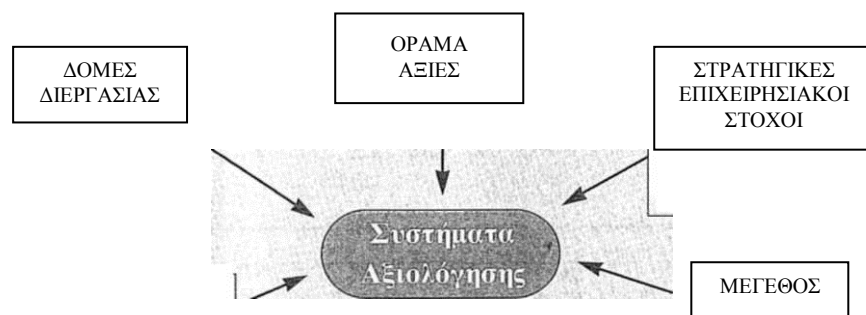 ΔΟΜΕΣ
ΔΙΕΡΓΑΣΙΑΣ
ΟΡΑΜΑ
ΑΞΙΕΣ
ΣΤΡΑΤΗΓΙΚΕΣ
ΕΠΙΧΕΙΡΗΣΙΑΚΟΙ
ΣΤΟΧΟΙ
Συστήματα
Αξιολόγησης
ΜΕΓΕΘΟΣ